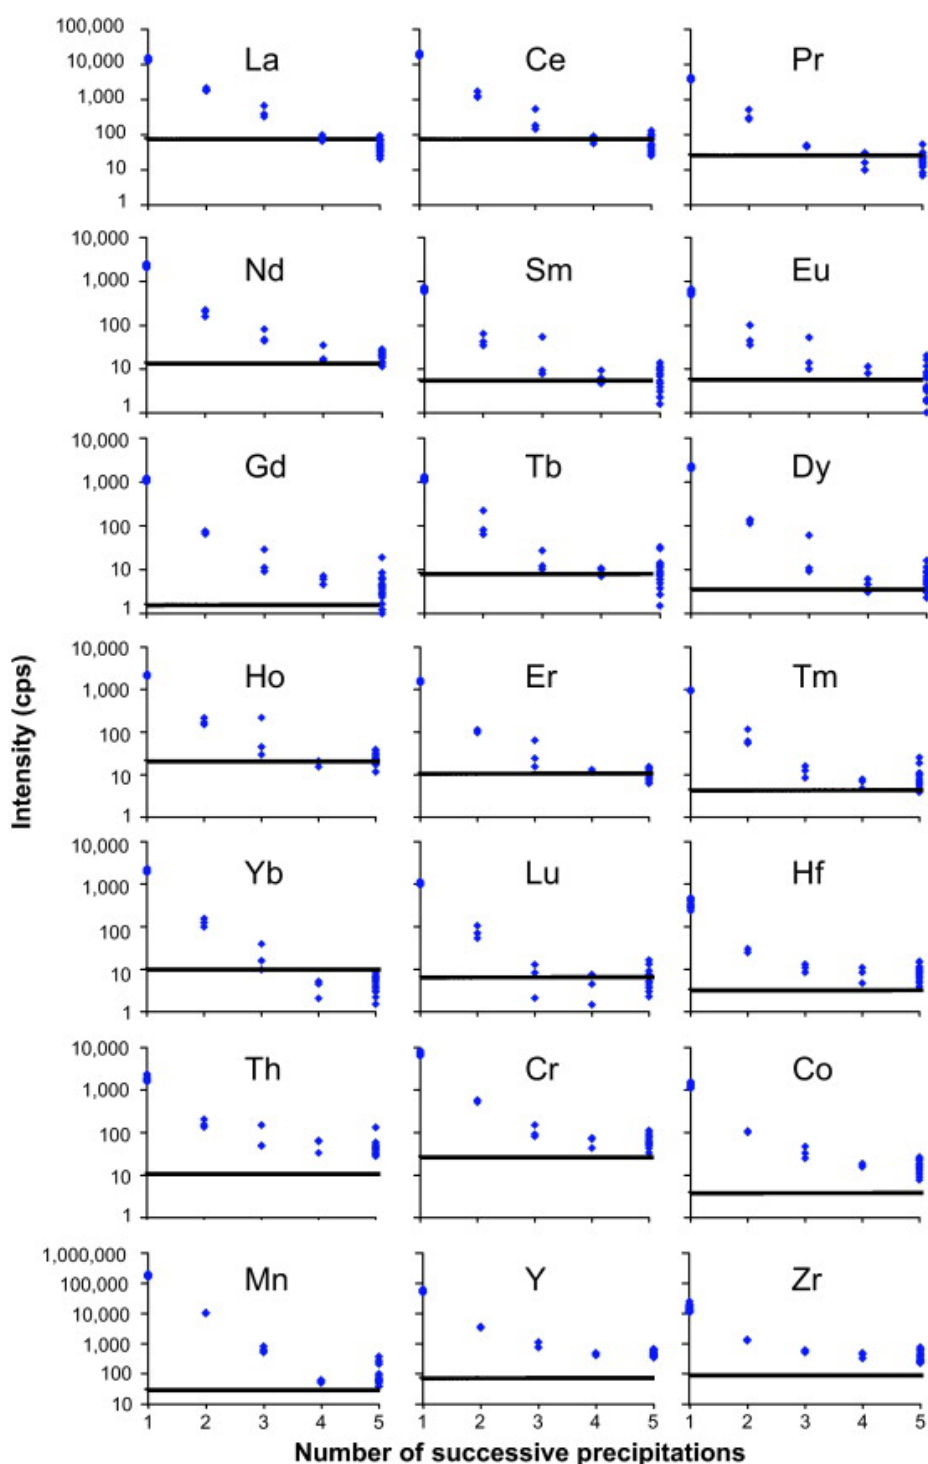 100,000
10,000
1,000
100
10
1
La
Ce
Pr
10,000
1,000
100
10
1
Nd
Sm
Eu
10,000
1,000
100
10
1
Gd
Tb
Dy
10,000
1,000
100
10
1
Ho
Er
Tm
Intensity (cps)
10,000
1,000
100
10
1
Yb
Lu
Hf
10,000
1,000
100
10
1
Th
Cr
Co
1,000,000
100,000
10,000
1,000
100
10
Mn
Y
Zr
1 2 3 4 5 1 2 3 4 5 1 2 3 4 5
Number of successive precipitations